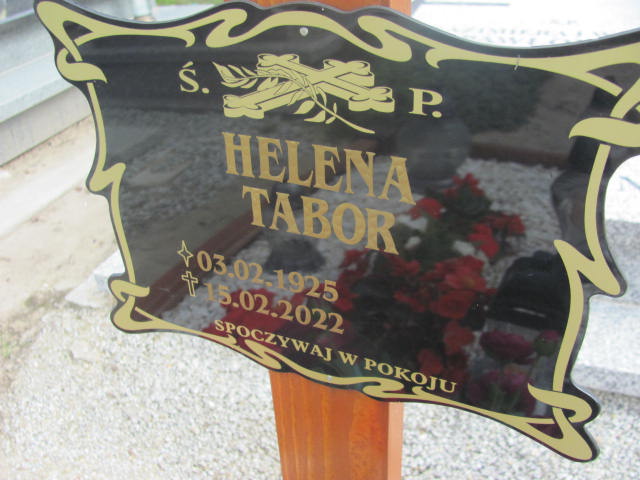 Ś. P.
HELENA
TABOR
03.02.1925
15.02.2022
SPOCZYWAJ W POKOJU